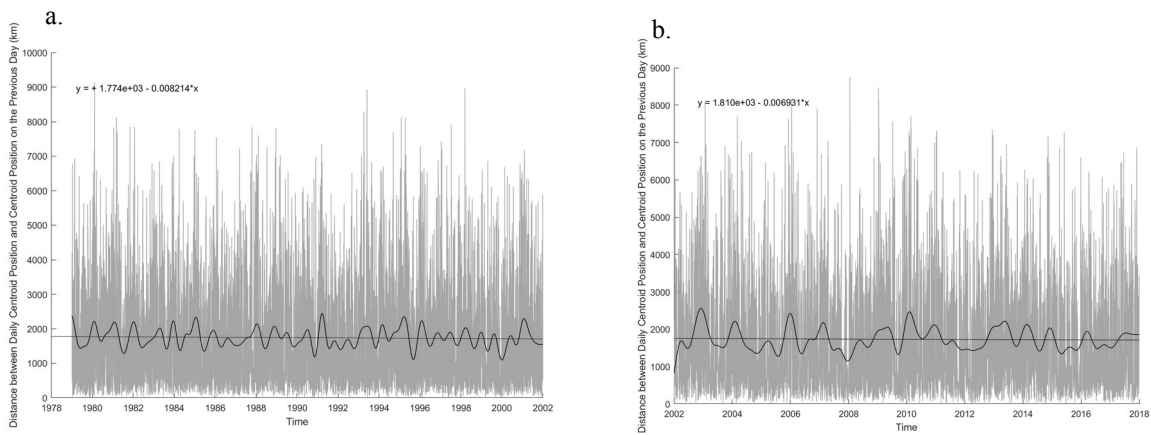 a.
Distance between Daily Centroid Position and Centroid Position on the Previous Day (km)
10000
9000
8000
7000
6000
5000
4000
3000
2000
1000
0
y = + 1.774e+03 - 0.008214*x
1978 1980 1982 1984 1986 1988 1990 1992 1994 1996 1998 2000 2002
Time
b.
Distance between Daily Centroid Position and Centroid Position on the Previous Day (km)
10000
9000
8000
7000
6000
5000
4000
3000
2000
1000
0
y = 1.810e+03 - 0.006931*x
2002 2004 2006 2008 2010 2012 2014 2016 2018
Time